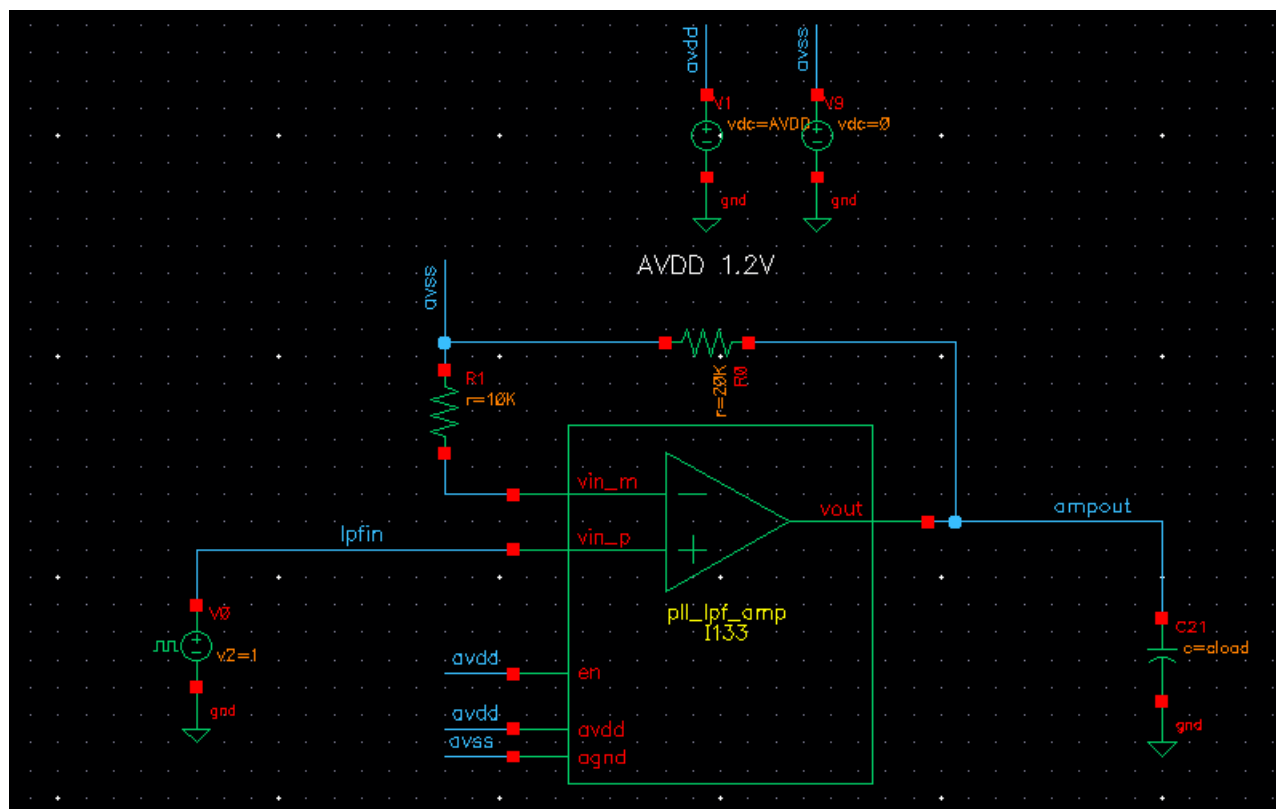 avdd
avss
V1
vdc=AVDD
V9
vdc=0
gnd
gnd
AVDD 1.2V
avss
R1
r=10K
r=20K
R0
vin_m
vout
ampout
lpfin
vin_p
pll_lpf_amp
I133
V0
v2=.1
gnd
C21
c=cload
gnd
avdd
en
avdd
avdd
avss
agnd